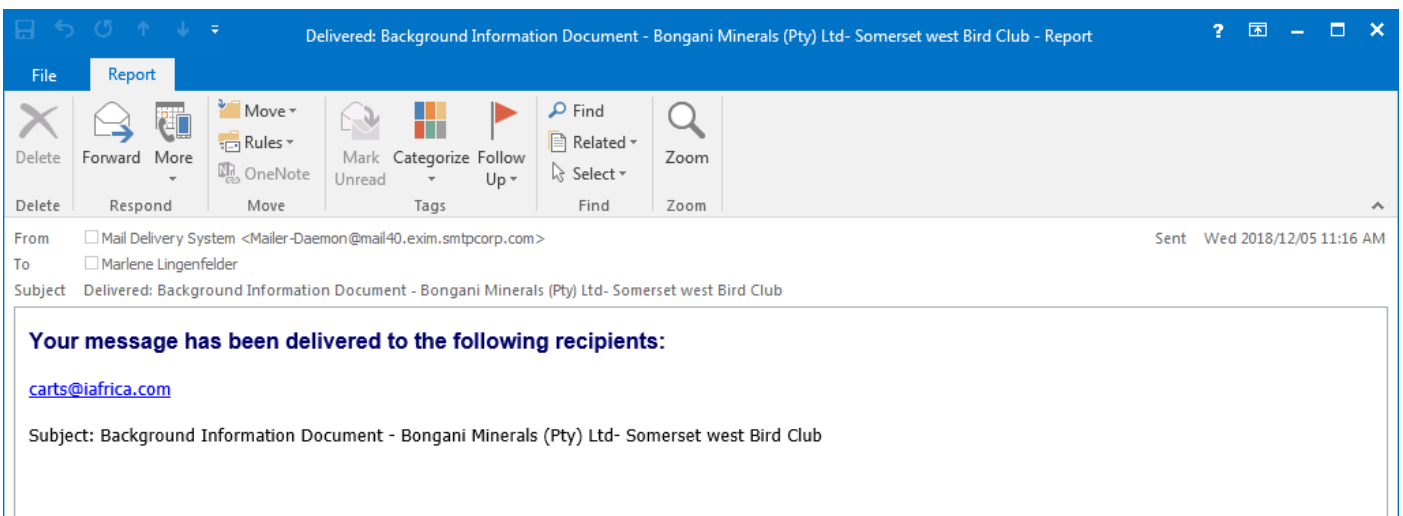 Delivered: Background Information Document - Bongani Minerals (Pty) Ltd- Somerset west Bird Club - Report
?
File
Report
Delete
Forward
More
Move
Rules
OneNote
Mark Unread
Categorize
Follow Up
Find
Related
Select
Zoom
Delete
Respond
Move
Tags
Find
Zoom
From Mail Delivery System <Mailer-Daemon@mail40.exim.smtpcorp.com>
Sent Wed 2018/12/05 11:16 AM
To Marlene Lingenfelder
Subject Delivered: Background Information Document - Bongani Minerals (Pty) Ltd- Somerset west Bird Club
Your message has been delivered to the following recipients:
carts@iafrica.com
Subject: Background Information Document - Bongani Minerals (Pty) Ltd- Somerset west Bird Club